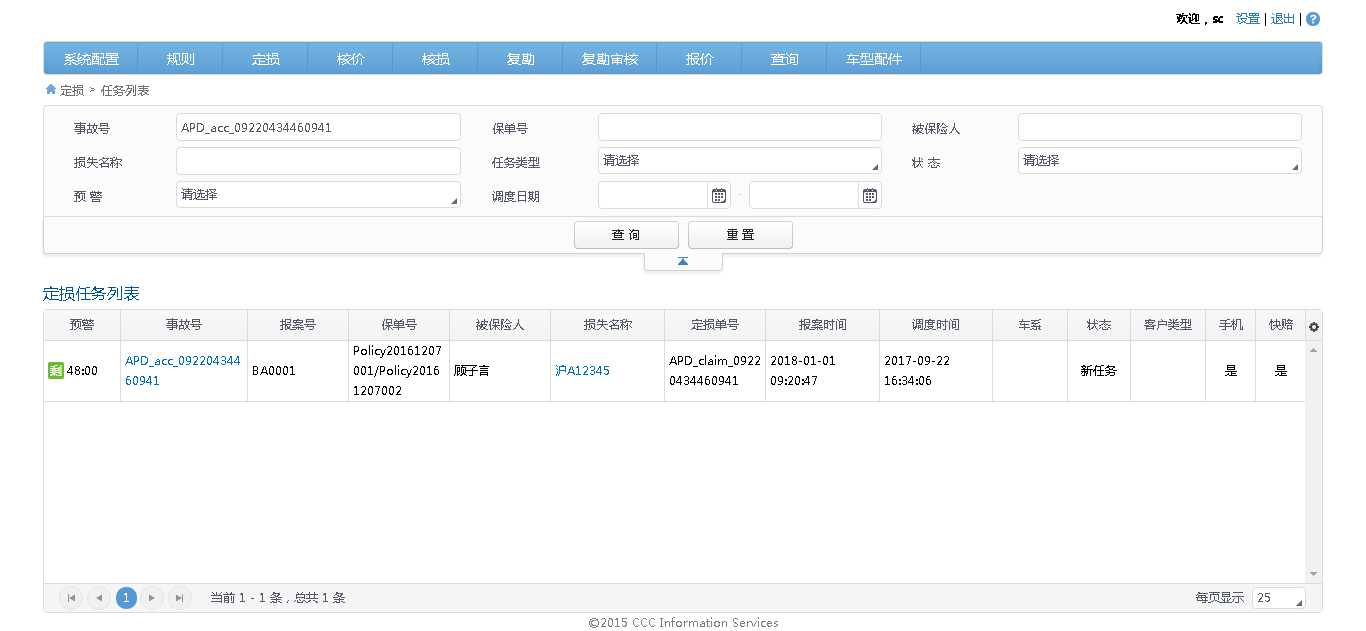 欢迎，sc 设置 | 退出 | ?
系统配置 规则 定损 核价 核损 复勘 复勘审核 报价 查询 车型配件
定损 > 任务列表
事故号 APD_acc_09220434460941 保单号 被保险人
损失名称 任务类型 请选择 状 态 请选择
预 警 请选择 调度日期 -
查 询 重 置
定损任务列表
预警 事故号 报案号 保单号 被保险人 损失名称 定损单号 报案时间 调度时间 车系 状态 客户类型 手机 快赔
剩 48:00 APD_acc_092204344
60941 BA0001 Policy20161207
001/Policy2016
1207002 顾子言 沪A12345 APD_claim_0922
0434460941 2018-01-01
09:20:47 2017-09-22
16:34:06 新任务 是 是
1 当前 1 - 1 条，总共 1 条 每页显示 25
©2015 CCC Information Services